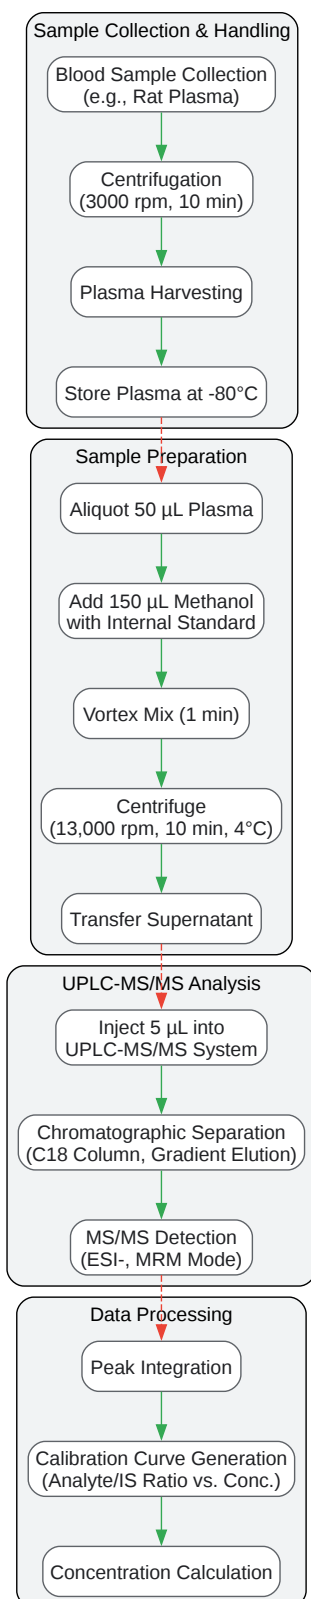 Sample Collection & Handling
Blood Sample Collection
(e.g., Rat Plasma)
Centrifugation
(3000 rpm, 10 min)
Plasma Harvesting
Store Plasma at -80°C
Sample Preparation
Aliquot 50 µL Plasma
Add 150 µL Methanol
with Internal Standard
Vortex Mix (1 min)
Centrifuge
(13,000 rpm, 10 min, 4°C)
Transfer Supernatant
UPLC-MS/MS Analysis
Inject 5 µL into
UPLC-MS/MS System
Chromatographic Separation
(C18 Column, Gradient Elution)
MS/MS Detection
(ESI-, MRM Mode)
Data Processing
Peak Integration
Calibration Curve Generation
(Analyte/IS Ratio vs. Conc.)
Concentration Calculation